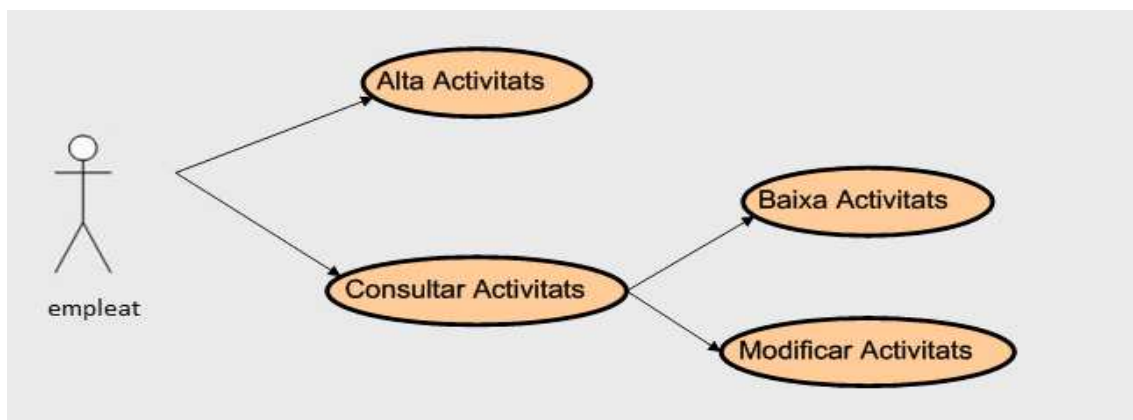 Alta Activitats
Baixa Activitats
Consultar Activitats
empleat
Modificar Activitats